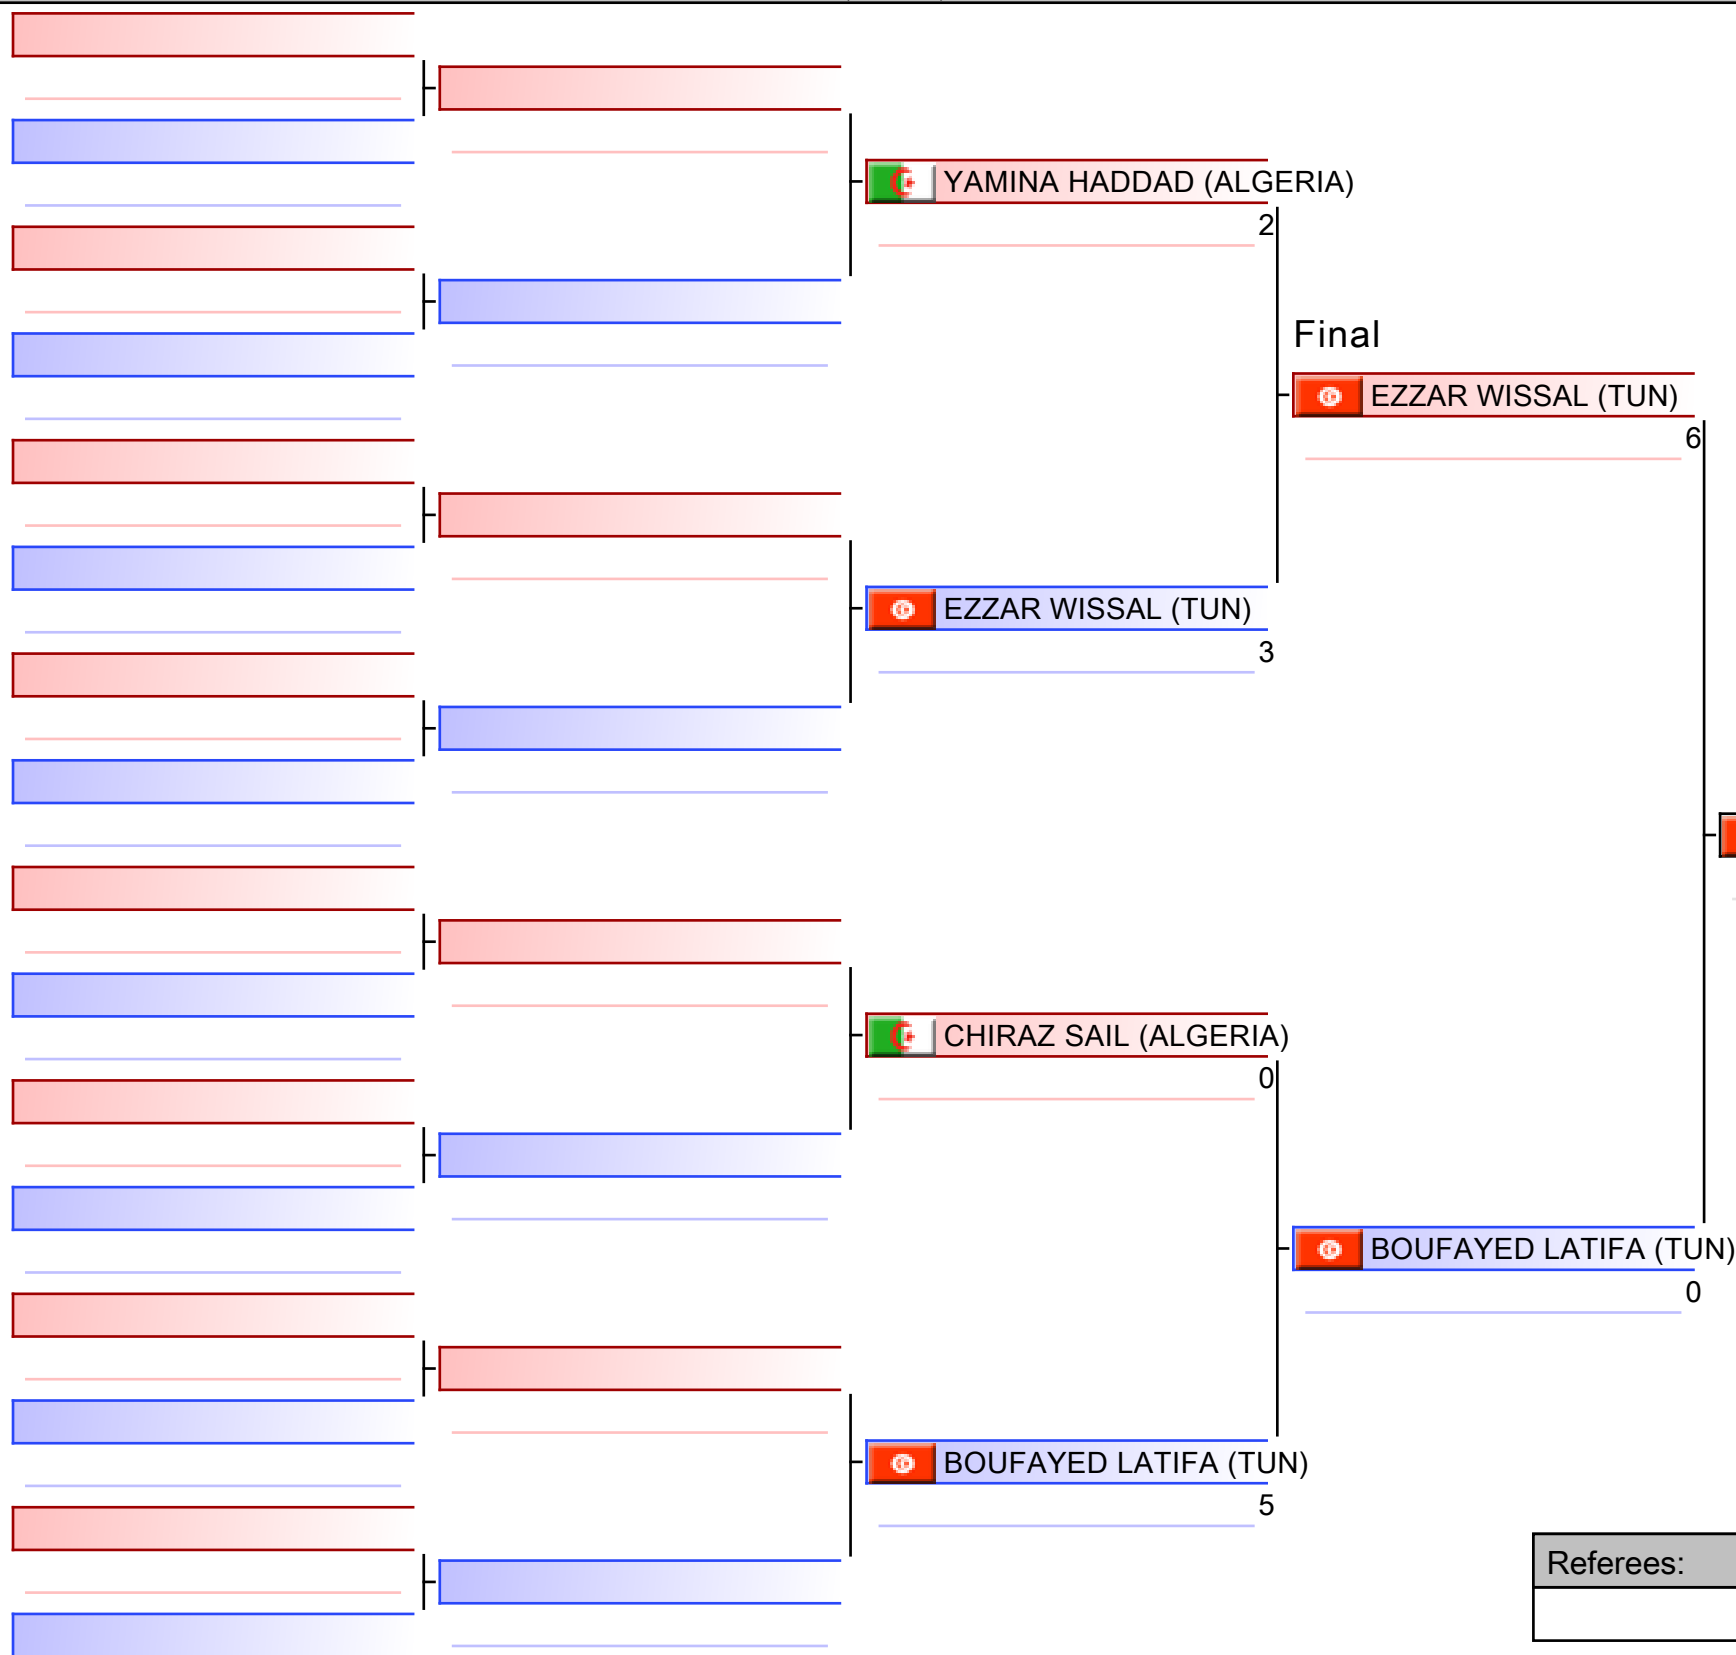 YAMINA HADDAD (ALGERIA)
2
Final
EZZAR WISSAL (TUN)
6
EZZAR WISSAL (TUN)
3
CHIRAZ SAIL (ALGERIA)
0
BOUFAYED LATIFA (TUN)
0
BOUFAYED LATIFA (TUN)
5
Referees: